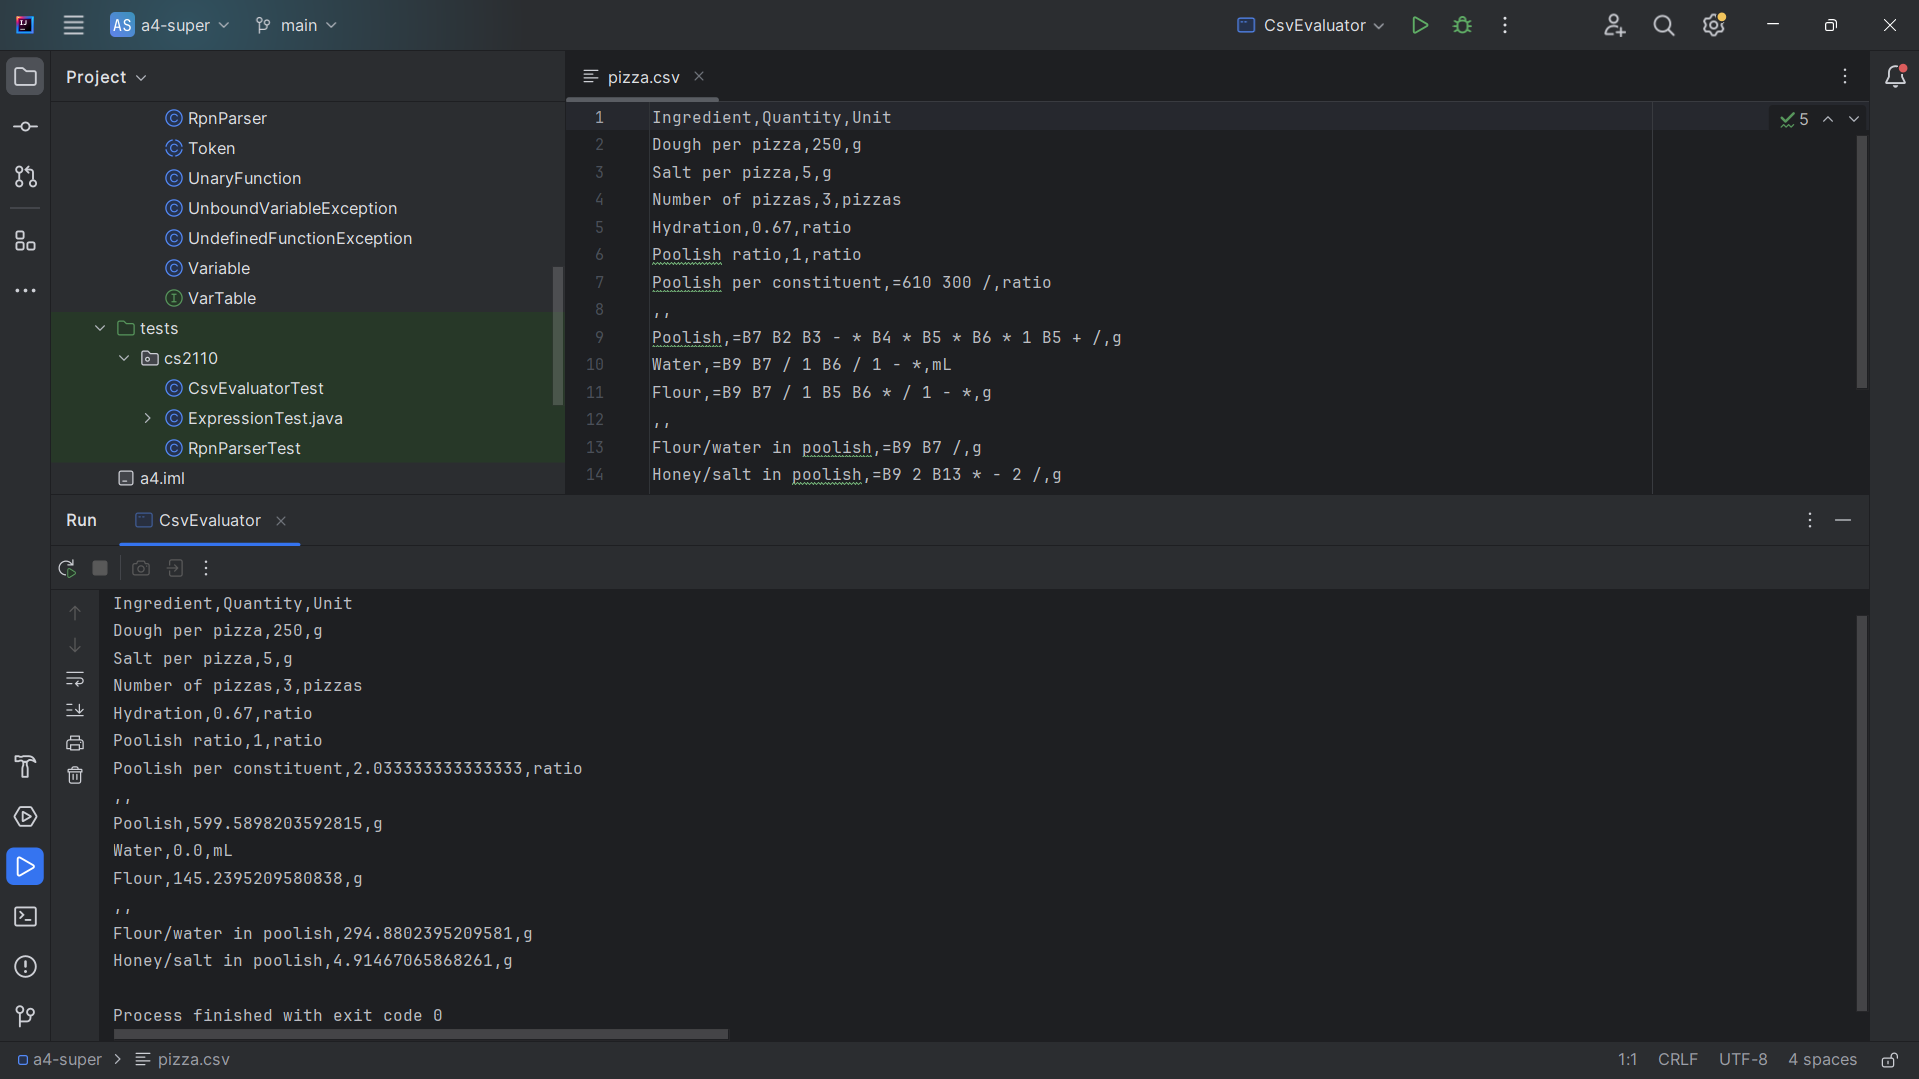 AS a4-super main CsvEvaluator
Project
RpnParser
Token
UnaryFunction
UnboundVariableException
UndefinedFunctionException
Variable
VarTable
tests
cs2110
CsvEvaluatorTest
ExpressionTest.java
RpnParserTest
a4.iml
pizza.csv
5
1 Ingredient,Quantity,Unit
2 Dough per pizza,250,g
3 Salt per pizza,5,g
4 Number of pizzas,3,pizzas
5 Hydration,0.67,ratio
6 Poolish ratio,1,ratio
7 Poolish per constituent,=610 300 /,ratio
8 ,,
9 Poolish,=B7 B2 B3 - * B4 * B5 * B6 * 1 B5 + /,g
10 Water,=B9 B7 / 1 B6 / 1 - *,mL
11 Flour,=B9 B7 / 1 B5 B6 * / 1 - *,g
12 ,,
13 Flour/water in poolish,=B9 B7 /,g
14 Honey/salt in poolish,=B9 2 B13 * - 2 /,g
Run CsvEvaluator
Ingredient,Quantity,Unit
Dough per pizza,250,g
Salt per pizza,5,g
Number of pizzas,3,pizzas
Hydration,0.67,ratio
Poolish ratio,1,ratio
Poolish per constituent,2.033333333333333,ratio
,,
Poolish,599.5898203592815,g
Water,0.0,mL
Flour,145.2395209580838,g
,,
Flour/water in poolish,294.8802395209581,g
Honey/salt in poolish,4.91467065868261,g
Process finished with exit code 0
a4-super pizza.csv
1:1 CRLF UTF-8 4 spaces